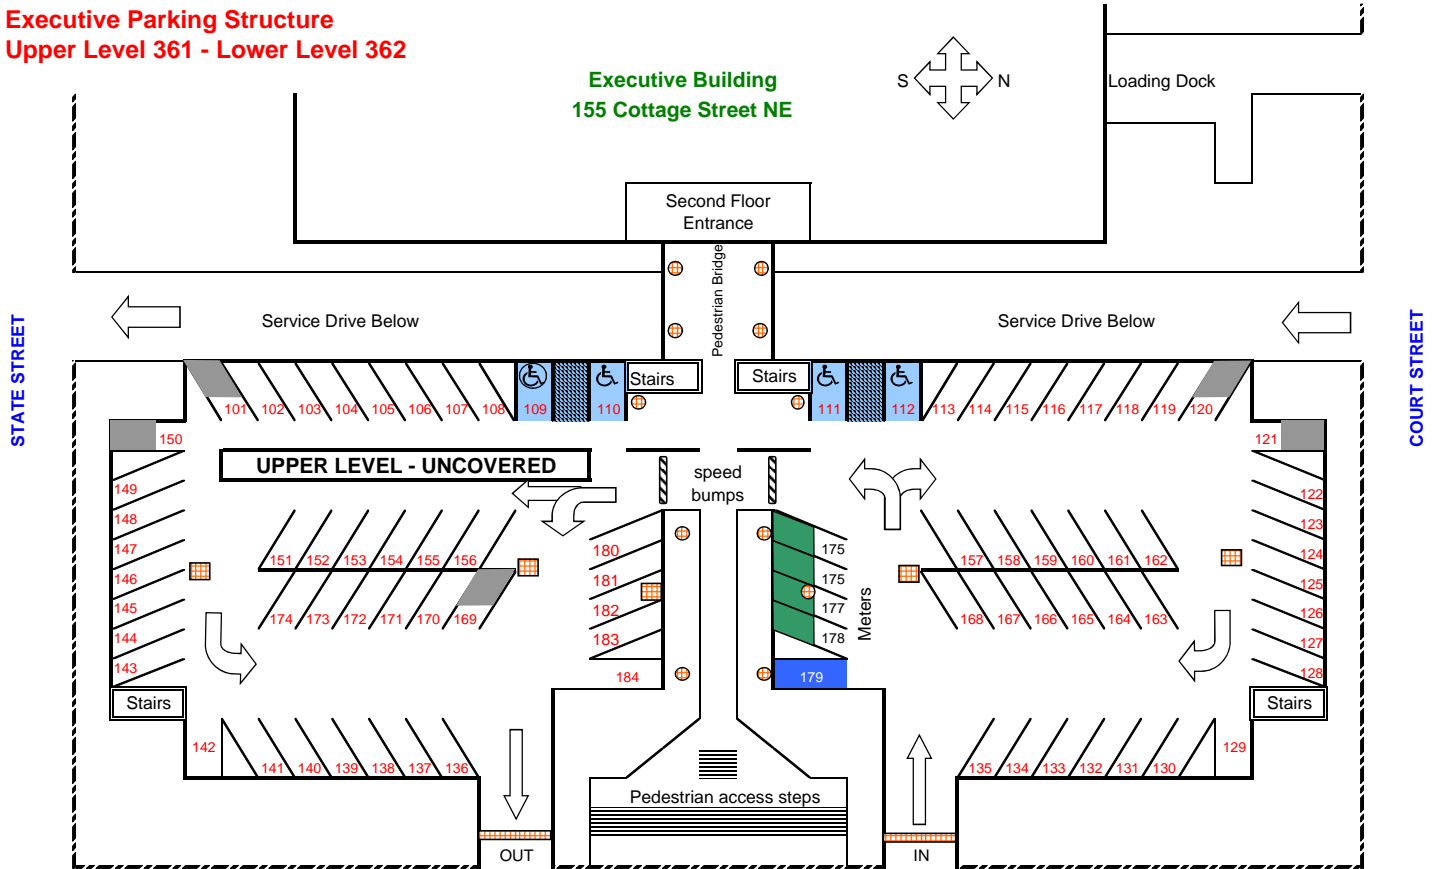 Executive Parking Structure
Upper Level 361 - Lower Level 362
Executive Building
155 Cottage Street NE
S
N
Loading Dock
Second Floor
Entrance
Pedestrian Bridge
STATE STREET
Service Drive Below
Service Drive Below
COURT STREET
Stairs
Stairs
101 102 103 104 105 106 107 108 109 110
111 112 113 114 115 116 117 118 119 120
150
121
UPPER LEVEL - UNCOVERED
speed
bumps
149
148
147
146
145
144
143
151 152 153 154 155 156
174 173 172 171 170 169
180
181
182
183
184
175
175
177
178
179
Meters
157 158 159 160 161 162
168 167 166 165 164 163
122
123
124
125
126
127
128
Stairs
Stairs
142 141 140 139 138 137 136
135 134 133 132 131 130 129
Pedestrian access steps
OUT
IN